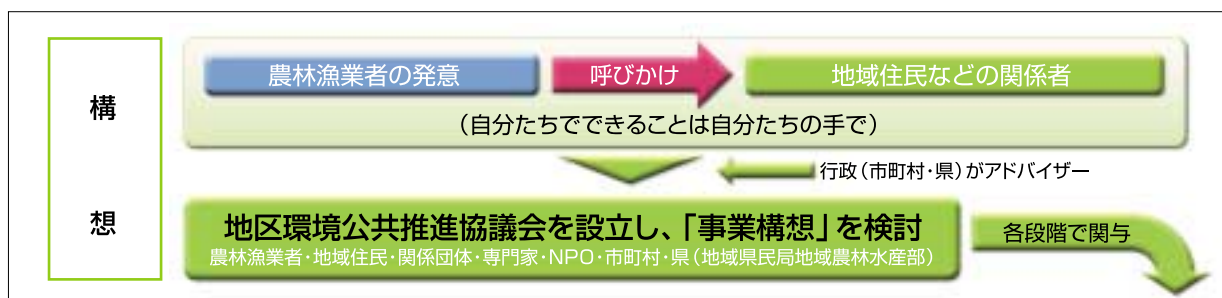 構想
農林漁業者の発意
呼びかけ
地域住民などの関係者
（自分たちでできることは自分たちの手で）
行政（市町村・県）がアドバイザー
地区環境公共推進協議会を設立し、「事業構想」を検討
農林漁業者・地域住民・関係団体・専門家・NPO・市町村・県（地域県民局地域農林水産部）
各段階で関与